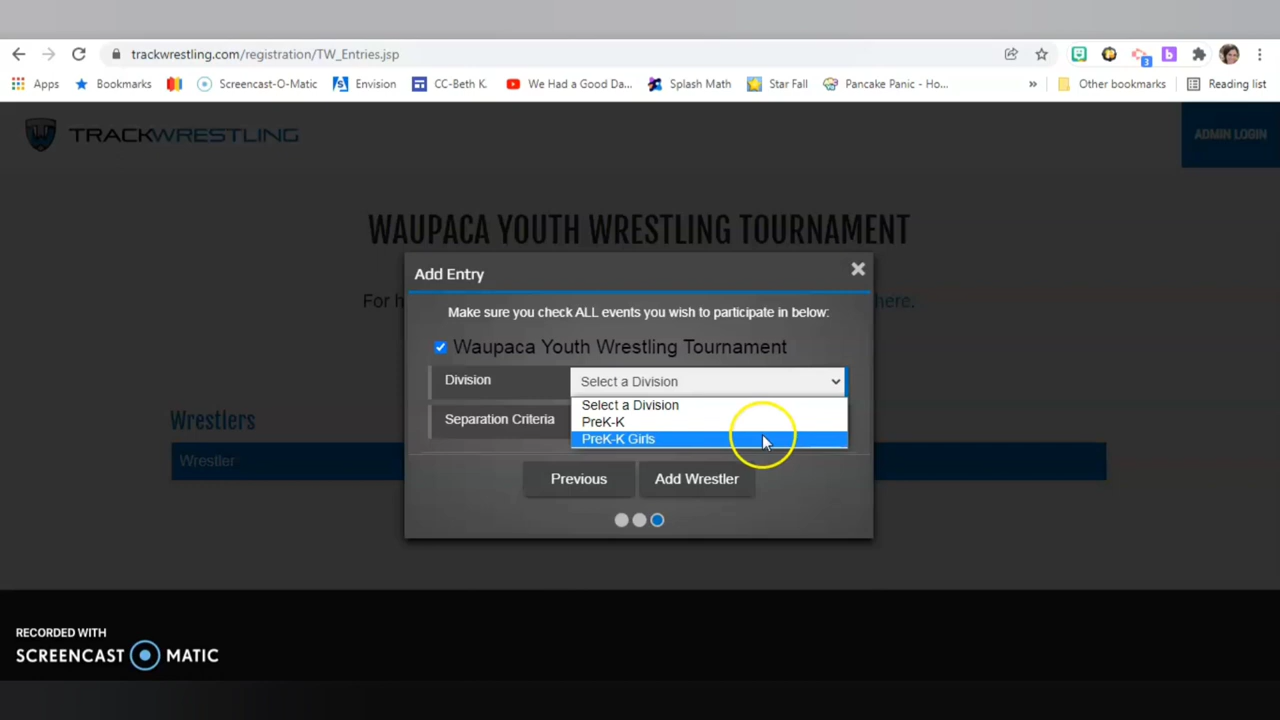 trackwrestling.com/registration/TW_Entries.jsp
3
Apps Bookmarks Screencast-O-Matic Envision CC-Beth K. We Had a Good Da... Splash Math Star Fall Pancake Panic - Ho... » Other bookmarks Reading list
TRACKWRESTLING
ADMIN LOGIN
WAUPACA YOUTH WRESTLING TOURNAMENT
For h
here.
Add Entry
Make sure you check ALL events you wish to participate in below:
Waupaca Youth Wrestling Tournament
Division Select a Division
Select a Division
PreK-K
PreK-K Girls
Separation Criteria
Wrestlers
Wrestler
Previous Add Wrestler
RECORDED WITH
SCREENCAST MATIC